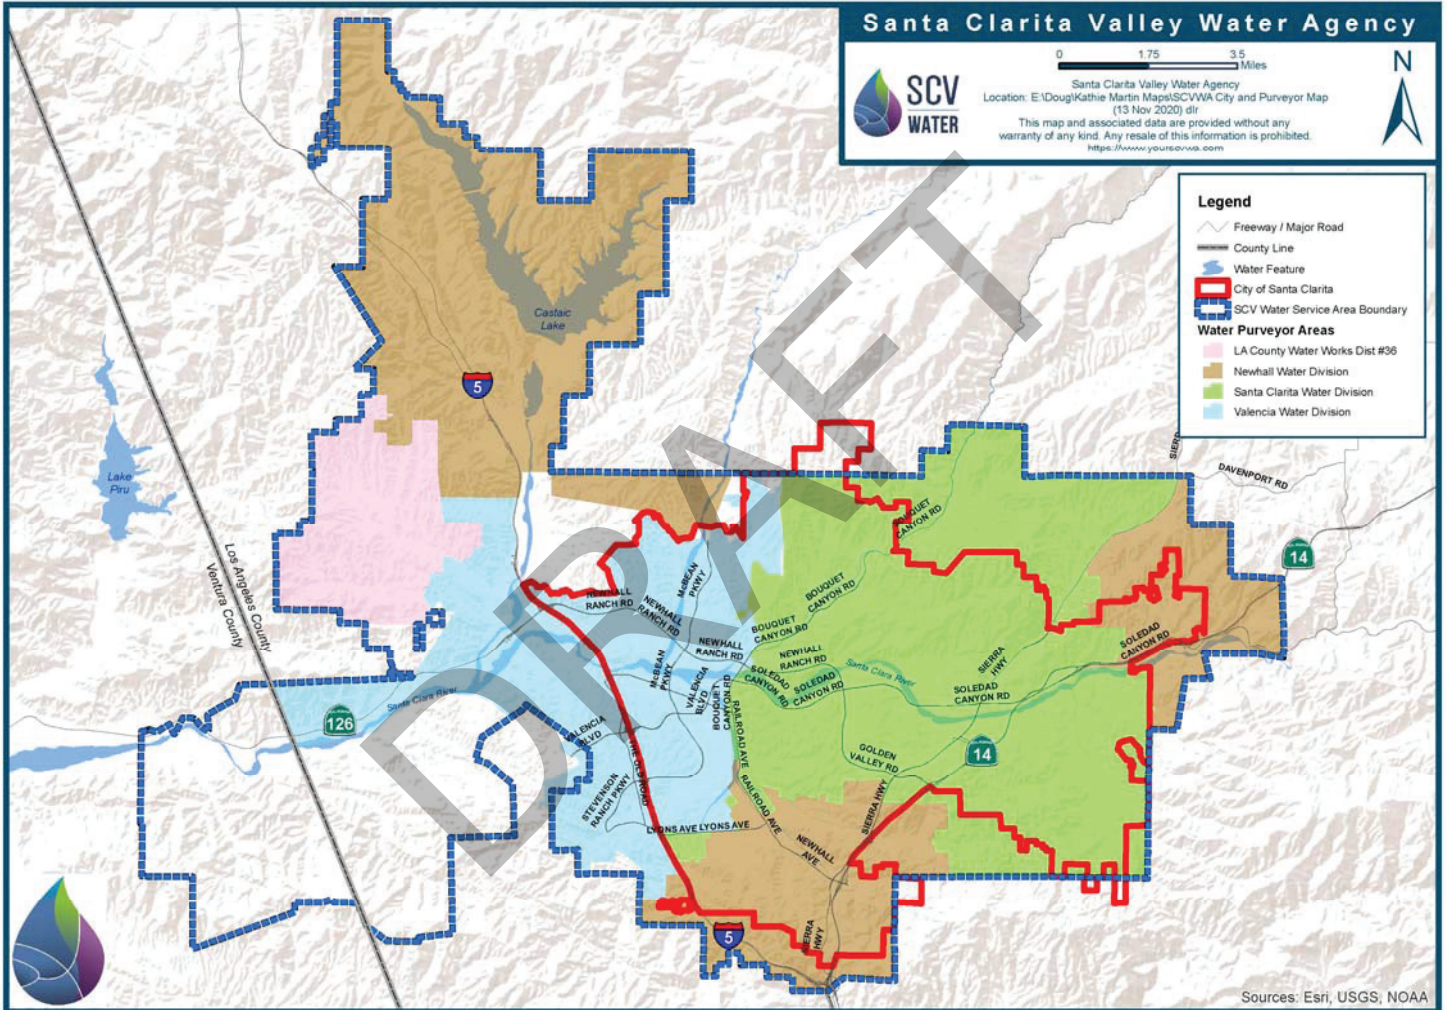 Santa Clarita Valley Water Agency
0 1.75 3.5
Miles
N
SCV
WATER
Santa Clarita Valley Water Agency
Location: E:\Doug\Kathie Martin Maps\SCVWA City and Purveyor Map
(13 Nov 2020) dlr
This map and associated data are provided without any
warranty of any kind. Any resale of this information is prohibited.
https://www.yourscvwa.com
Legend
Freeway / Major Road
County Line
Water Feature
City of Santa Clarita
SCV Water Service Area Boundary
Water Purveyor Areas
LA County Water Works Dist #36
Newhall Water Division
Santa Clarita Water Division
Valencia Water Division
DRAFT
Castaic
Lake
5
Lake
Piru
Los Angeles County
Ventura County
SIERR
DAVENPORT RD
14
BOUQUET
CANYON RD
McBEAN
PKWY
NEWHALL
RANCH RD
NEWHALL
RANCH RD
BOUQUET
CANYON RD
BOUQUET
CANYON RD
NEWHALL
RANCH RD
NEWHALL
RANCH RD
SOLEDAD
CANYON RD
SIERRA
HWY
McBEAN
PKWY
VALENCIA
BLVD
BOUQUET
CANYON RD
SOLEDAD
CANYON RD
SOLEDAD
CANYON RD
Santa Clara River
SOLEDAD
CANYON RD
Santa Clara River
126
VALENCIA
BLVD
THE OLD ROAD
RAILROAD AVE
GOLDEN
VALLEY RD
14
STEVENSON
RANCH PKWY
RAILROAD AVE
SIERRA HWY
LYONS AVE LYONS AVE
NEWHALL
AVE
SIERRA
HWY
5
Sources: Esri, USGS, NOAA